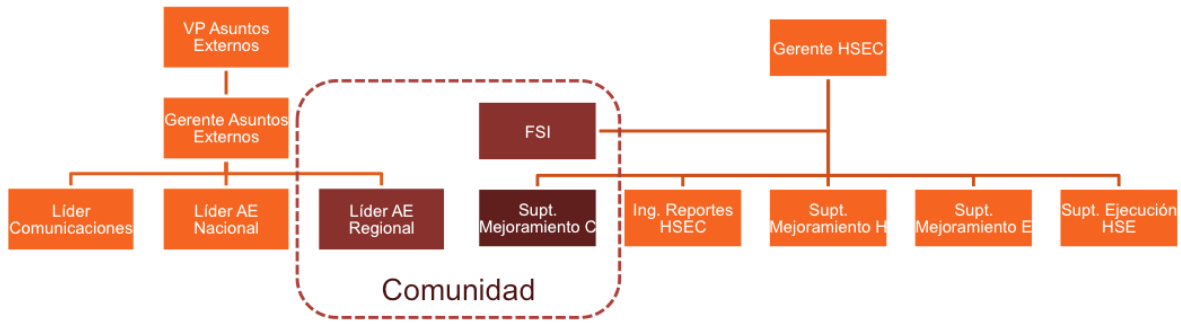 VP Asuntos
Externos
Gerente HSEC
Gerente Asuntos
Externos
FSI
Líder
Comunicaciones
Líder AE
Nacional
Líder AE
Regional
Supt.
Mejoramiento C
Ing. Reportes
HSEC
Supt.
Mejoramiento H
Supt.
Mejoramiento E
Supt. Ejecución
HSE
Comunidad